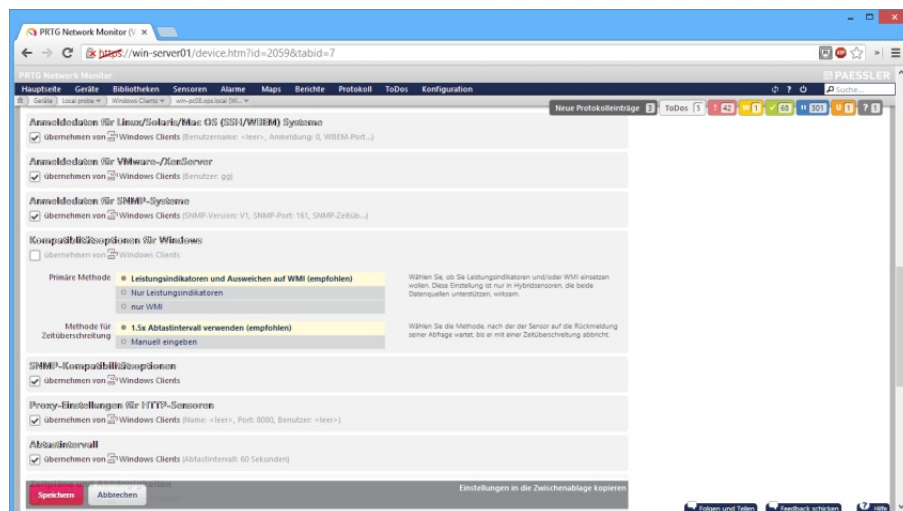 PRTG Network Monitor (V
https://win-server01/device.htm?id=2059&tabid=7
PRTG Network Monitor
PAESSLER
Hauptseite Geräte Bibliotheken Sensoren Alarme Maps Berichte Protokoll ToDos Konfiguration
Suche...
Geräte Local probe Windows Clients win-pc08.ops.local [Wi...
Neue Protokolleinträge 3 ToDos 5 ! 42 W 1 ✓ 68 II 301 U 1 ? 1
Anmeldedaten für Linux/Solaris/Mac OS (SSH/WBEM) Systeme
übernehmen von Windows Clients (Benutzername: <leer>, Anmeldung: 0, WBEM-Port...)
Anmeldedaten für VMware-/XenServer
übernehmen von Windows Clients (Benutzer: gg)
Anmeldedaten für SNMP-Systeme
übernehmen von Windows Clients (SNMP-Version: V1, SNMP-Port: 161, SNMP-Zeitüb...)
Kompatiblitätsoptionen für Windows
übernehmen von Windows Clients
Primäre Methode
Leistungsindikatoren und Ausweichen auf WMI (empfohlen)
Nur Leistungsindikatoren
nur WMI
Wählen Sie, ob Sie Leistungsindikatoren und/oder WMI einsetzen
wollen. Diese Einstellung ist nur in Hybridsensoren, die beide
Datenquellen unterstützen, wirksam.
Methode für
Zeitüberschreitung
1.5x Abtastintervall verwenden (empfohlen)
Manuell eingeben
Wählen Sie die Methode, nach der der Sensor auf die Rückmeldung
seiner Abfrage wartet, bis er mit einer Zeitüberschreitung abbricht.
SNMP-Kompatibilitätsoptionen
übernehmen von Windows Clients
Proxy-Einstellungen für HTTP-Sensoren
übernehmen von Windows Clients (Name: <leer>, Port: 8080, Benutzer: <leer>)
Abtastintervall
übernehmen von Windows Clients (Abtastintervall: 60 Sekunden)
Speichern Abbrechen
Einstellungen in die Zwischenablage kopieren
Folgen und Teilen Feedback schicken Hilfe